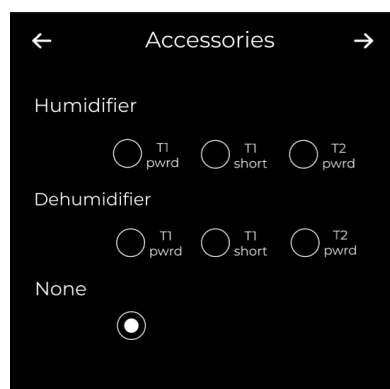 Accessories
Humidifier
T1 pwrd T1 short T2 pwrd
Dehumidifier
T1 pwrd T1 short T2 pwrd
None